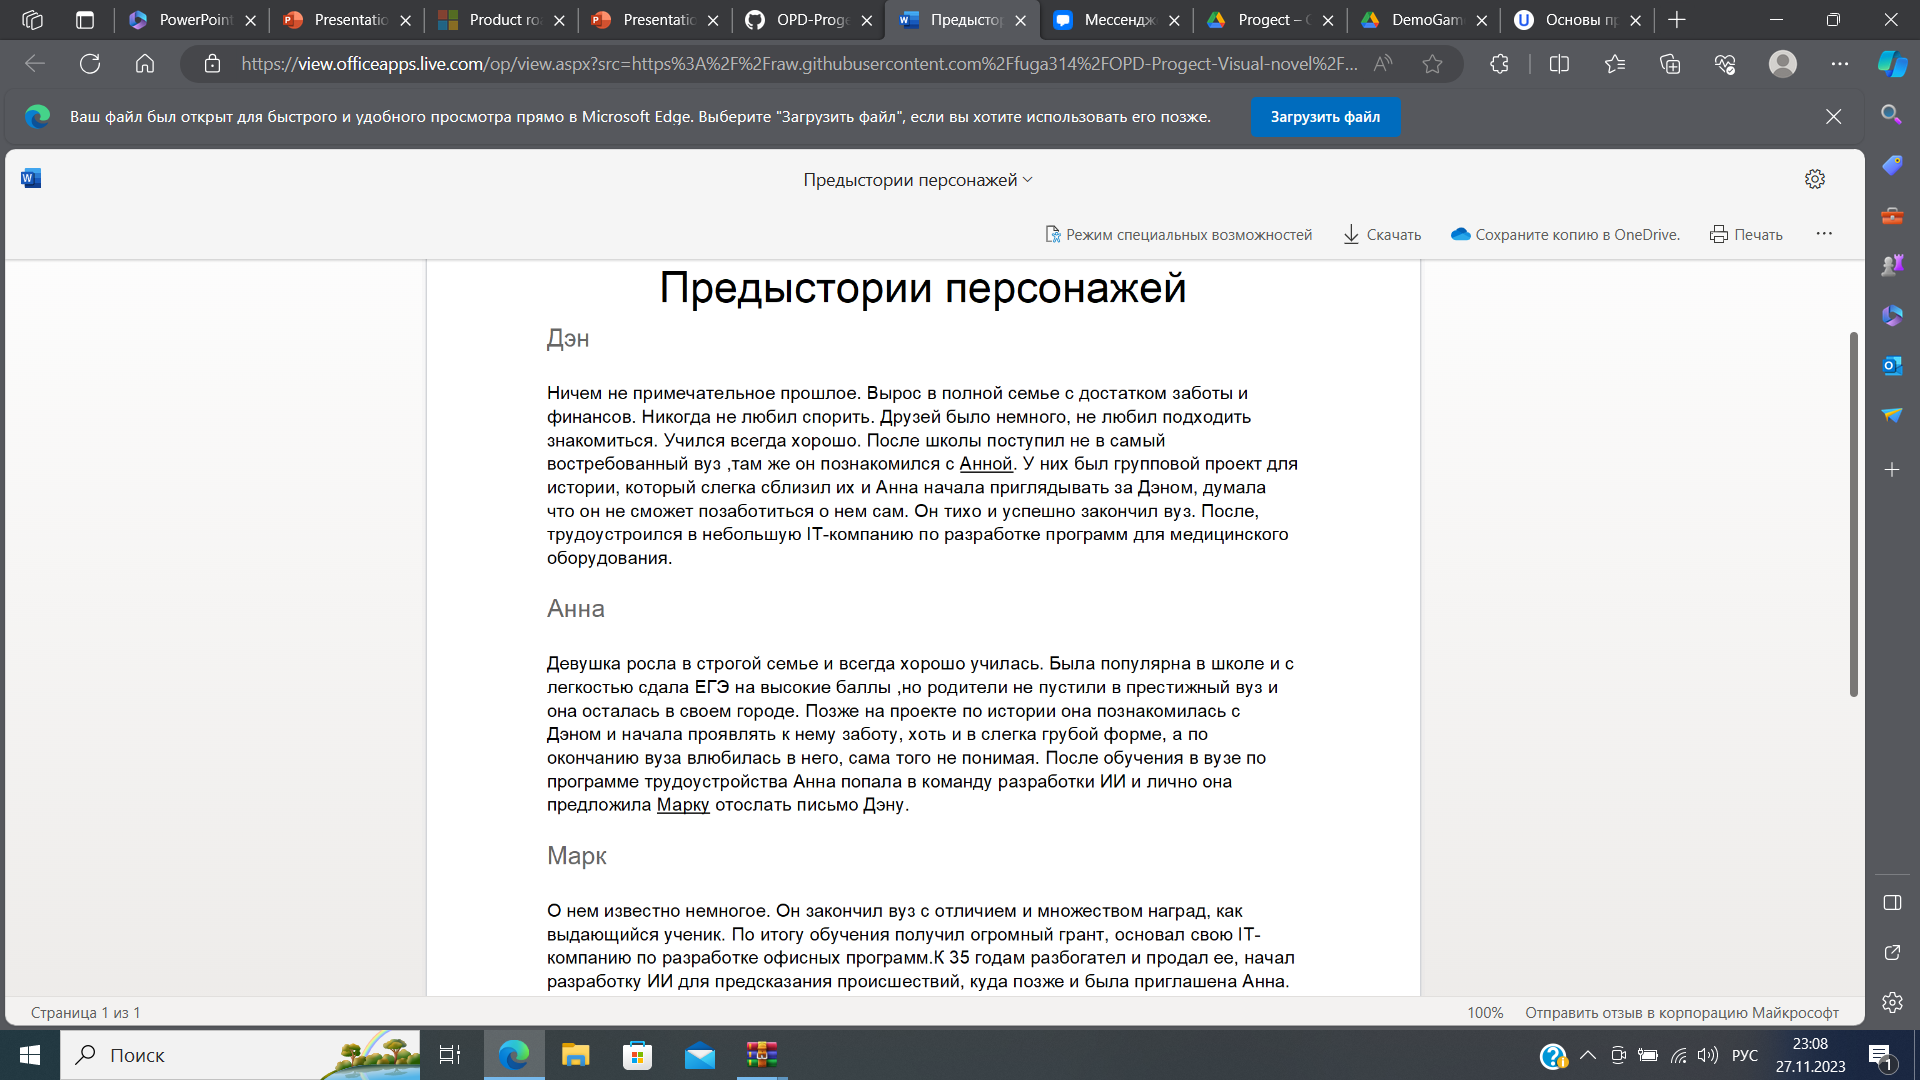 PowerPoint
Presentatio
Product ro
Presentatio
OPD-Proge
Предыстор
Мессендж
Progect – G
DemoGam
Основы пр
https://view.officeapps.live.com/op/view.aspx?src=https%3A%2F%2Fraw.githubusercontent.com%2Ffuga314%2FOPD-Progect-Visual-novel%2F...
Ваш файл был открыт для быстрого и удобного просмотра прямо в Microsoft Edge. Выберите "Загрузить файл", если вы хотите использовать его позже.
Загрузить файл
Предыстории персонажей
Режим специальных возможностей
Скачать
Сохраните копию в OneDrive.
Печать
Предыстории персонажей
Дэн
Ничем не примечательное прошлое. Вырос в полной семье с достатком заботы и
финансов. Никогда не любил спорить. Друзей было немного, не любил подходить
знакомиться. Учился всегда хорошо. После школы поступил не в самый
востребованный вуз ,там же он познакомился с Анной. У них был групповой проект для
истории, который слегка сблизил их и Анна начала приглядывать за Дэном, думала
что он не сможет позаботиться о нем сам. Он тихо и успешно закончил вуз. После,
трудоустроился в небольшую IT-компанию по разработке программ для медицинского
оборудования.
Анна
Девушка росла в строгой семье и всегда хорошо училась. Была популярна в школе и с
легкостью сдала ЕГЭ на высокие баллы ,но родители не пустили в престижный вуз и
она осталась в своем городе. Позже на проекте по истории она познакомилась с
Дэном и начала проявлять к нему заботу, хоть и в слегка грубой форме, а по
окончанию вуза влюбилась в него, сама того не понимая. После обучения в вузе по
программе трудоустройства Анна попала в команду разработки ИИ и лично она
предложила Марку отослать письмо Дэну.
Марк
О нем известно немногое. Он закончил вуз с отличием и множеством наград, как
выдающийся ученик. По итогу обучения получил огромный грант, основал свою IT-
компанию по разработке офисных программ.К 35 годам разбогател и продал ее, начал
разработку ИИ для предсказания происшествий, куда позже и была приглашена Анна.
Страница 1 из 1
100%
Отправить отзыв в корпорацию Майкрософт
Поиск
РУС
23:08
27.11.2023
1